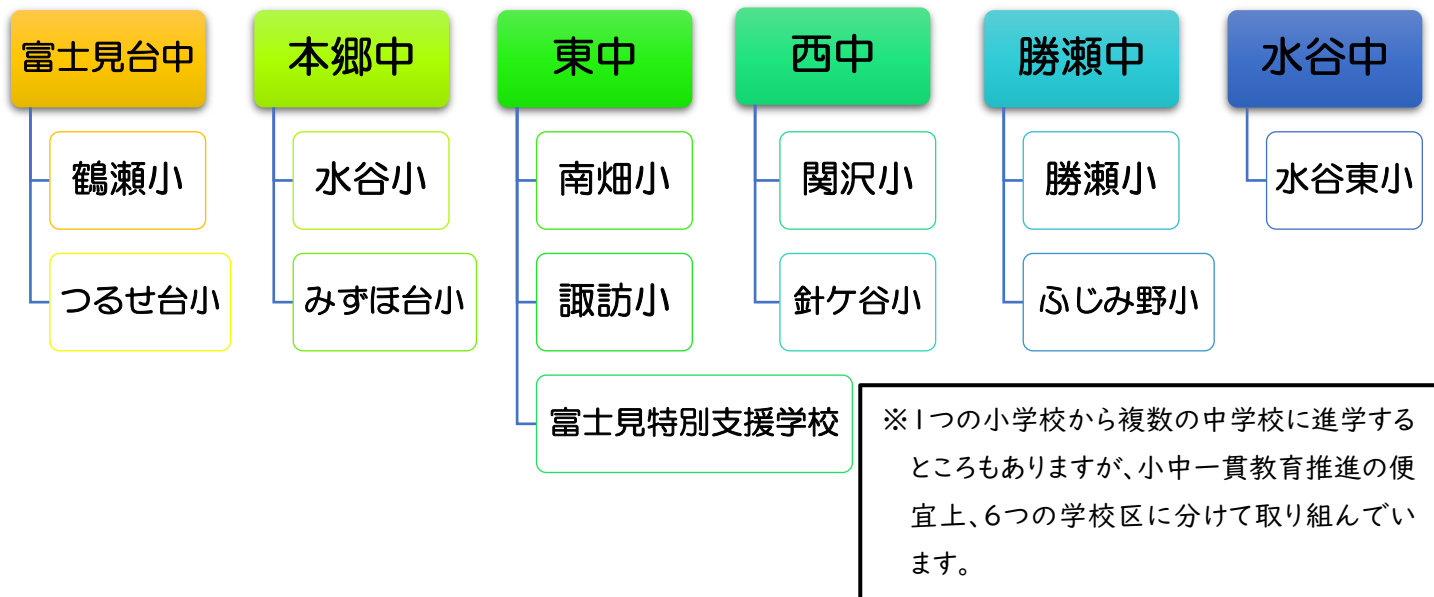 富士見台中
鶴瀬小
つるせ台小
本郷中
水谷小
みずほ台小
東中
南畑小
諏訪小
富士見特別支援学校
西中
関沢小
針ケ谷小
勝瀬中
勝瀬小
ふじみ野小
水谷中
水谷東小
※1つの小学校から複数の中学校に進学する
ところもありますが、小中一貫教育推進の便
宜上、6つの学校区に分けて取り組んでい
ます。